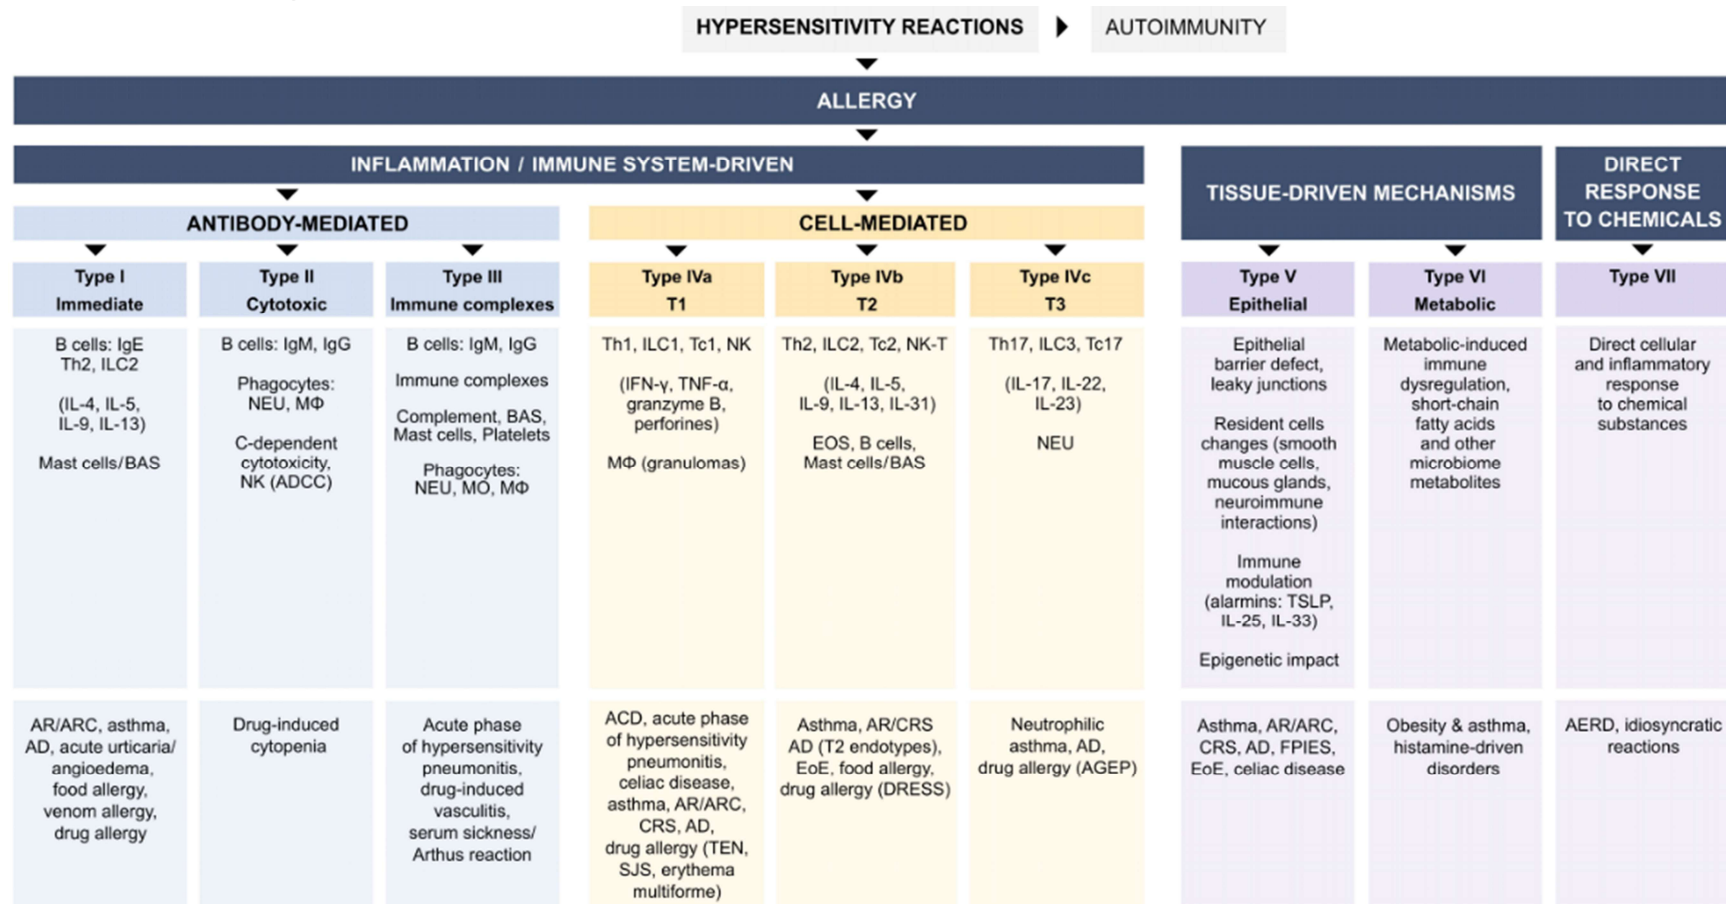 HYPERSENSITIVITY REACTIONS
AUTOIMMUNITY
ALLERGY
INFLAMMATION / IMMUNE SYSTEM-DRIVEN
ANTIBODY-MEDIATED
Type I
Immediate
B cells: IgE
Th2, ILC2
(IL-4, IL-5,
IL-9, IL-13)
Mast cells/BAS
AR/ARC, asthma,
AD, acute urticaria/
angioedema,
food allergy,
venom allergy,
drug allergy
Type II
Cytotoxic
B cells: IgM, IgG
Phagocytes:
NEU, MΦ
C-dependent
cytotoxicity,
NK (ADCC)
Drug-induced
cytopenia
Type III
Immune complexes
B cells: IgM, IgG
Immune complexes
Complement, BAS,
Mast cells, Platelets
Phagocytes:
NEU, MO, MΦ
Acute phase
of hypersensitivity
pneumonitis,
drug-induced
vasculitis,
serum sickness/
Arthus reaction
CELL-MEDIATED
Type IVa
T1
Th1, ILC1, Tc1, NK
(IFN-γ, TNF-α,
granzyme B,
perforines)
MΦ (granulomas)
ACD, acute phase
of hypersensitivity
pneumonitis,
celiac disease,
asthma, AR/ARC,
CRS, AD,
drug allergy (TEN,
SJS, erythema
multiforme)
Type IVb
T2
Th2, ILC2, Tc2, NK-T
(IL-4, IL-5,
IL-9, IL-13, IL-31)
EOS, B cells,
Mast cells/BAS
Asthma, AR/CRS
AD (T2 endotypes),
EoE, food allergy,
drug allergy (DRESS)
Type IVc
T3
Th17, ILC3, Tc17
(IL-17, IL-22,
IL-23)
NEU
Neutrophilic
asthma, AD,
drug allergy (AGEP)
TISSUE-DRIVEN MECHANISMS
Type V
Epithelial
Epithelial
barrier defect,
leaky junctions
Resident cells
changes (smooth
muscle cells,
mucous glands,
neuroimmune
interactions)
Immune
modulation
(alarmins: TSLP,
IL-25, IL-33)
Epigenetic impact
Asthma, AR/ARC,
CRS, AD, FPIES,
EoE, celiac disease
Type VI
Metabolic
Metabolic-induced
immune
dysregulation,
short-chain
fatty acids
and other
microbiome
metabolites
Obesity & asthma,
histamine-driven
disorders
DIRECT
RESPONSE
TO CHEMICALS
Type VII
Direct cellular
and inflammatory
response
to chemical
substances
AERD, idiosyncratic
reactions